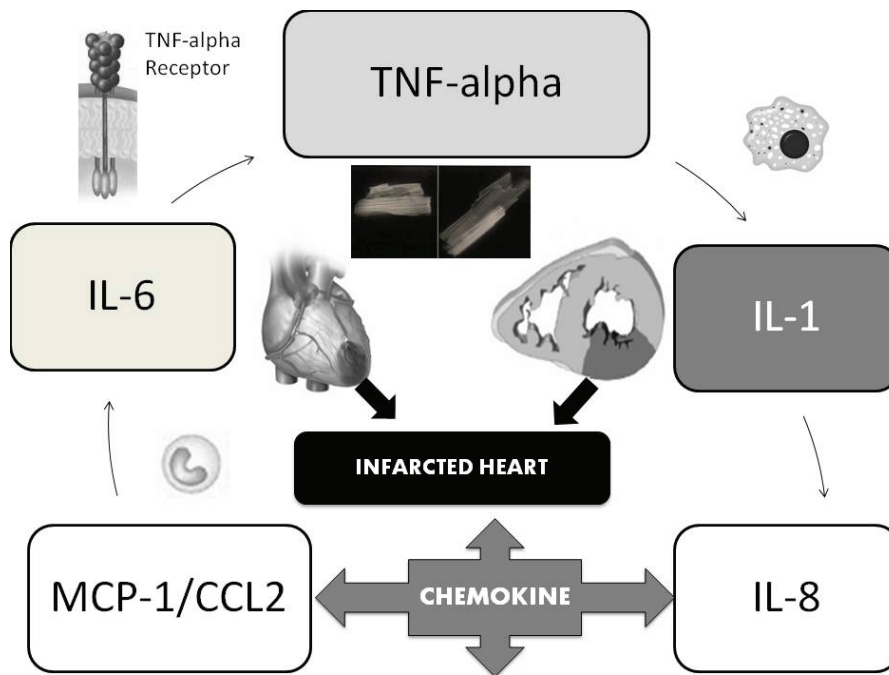 TNF-alpha
Receptor
TNF-alpha
IL-6
IL-1
INFARCTED HEART
MCP-1/CCL2
CHEMOKINE
IL-8